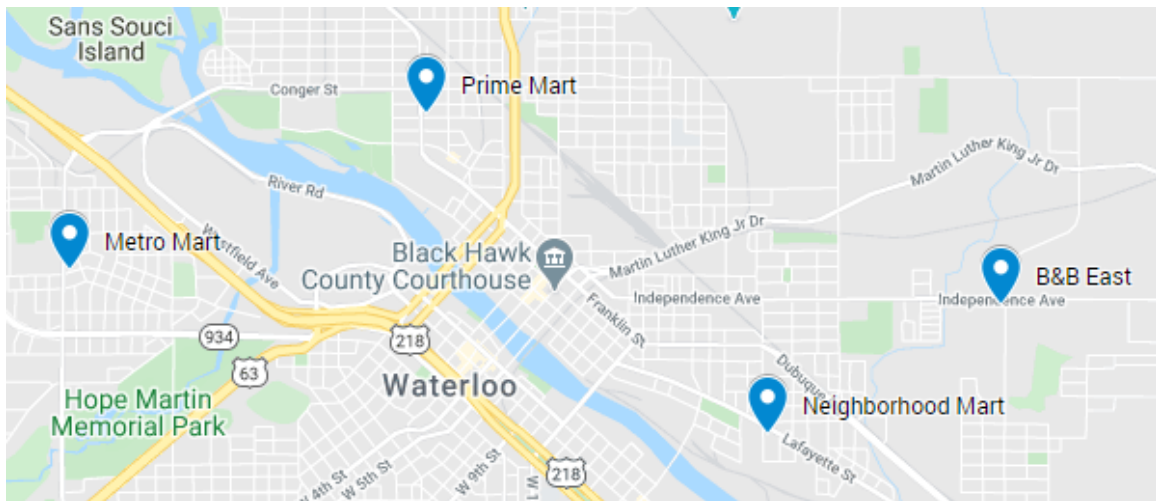 Sans Souci
Island
Prime Mart
Conger St
Martin Luther King Jr Dr
River Rd
Metro Mart
Westfield Ave
Martin Luther King Jr Dr
Black Hawk
County Courthouse
B&B East
Independence Ave
Independence Ave
Franklin St
934
218
63
Waterloo
Dubuque
Hope Martin
Memorial Park
Neighborhood Mart
Lafayette St
W 4th St
W 5th St
W 9th St
W 1
218